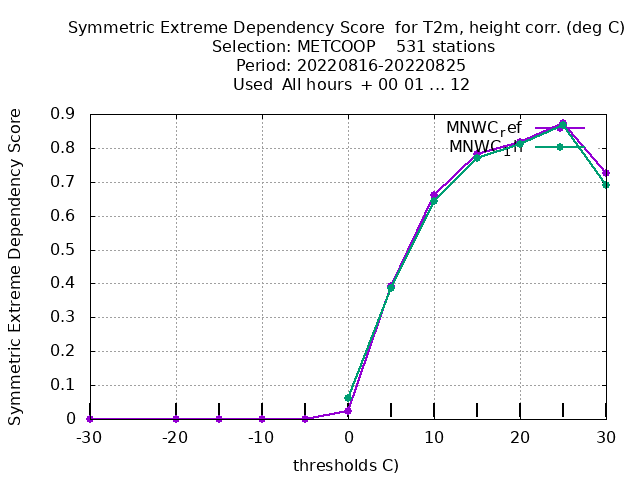 Symmetric Extreme Dependency Score  for T2m, height corr. (deg C)
Selection: METCOOP    531 stations
Period: 20220816-20220825
Used  All hours  + 00 01 ... 12
Symmetric Extreme Dependency Score
0.9
0.8
0.7
0.6
0.5
0.4
0.3
0.2
0.1
0
MNWC_ref
MNWC_1h
-30 -20 -10 0 10 20 30
thresholds C)